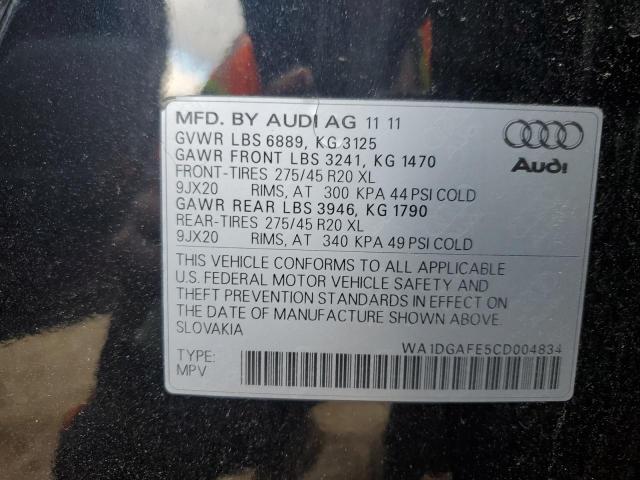 MFD. BY AUDI AG 11 11
GVWR LBS 6889, KG 3125
GAWR FRONT LBS 3241, KG 1470
FRONT-TIRES 275/45 R20 XL
9JX20 RIMS, AT 300 KPA 44 PSI COLD
GAWR REAR LBS 3946, KG 1790
REAR-TIRES 275/45 R20 XL
9JX20 RIMS, AT 340 KPA 49 PSI COLD
Audi
THIS VEHICLE CONFORMS TO ALL APPLICABLE
U.S. FEDERAL MOTOR VEHICLE SAFETY AND
THEFT PREVENTION STANDARDS IN EFFECT ON
THE DATE OF MANUFACTURE SHOWN ABOVE.
SLOVAKIA
TYPE: WA1DGAFE5CD004834
MPV